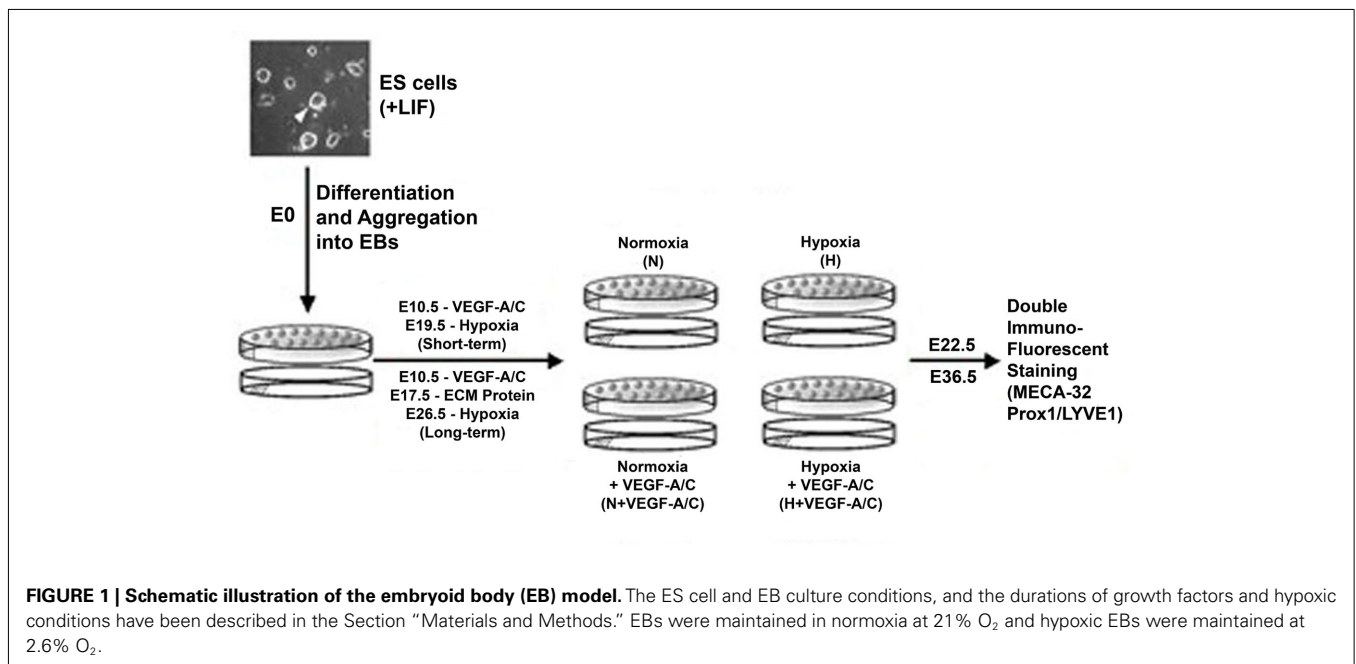 ES cells
(+LIF)
E0
Differentiation
and Aggregation
into EBs
E10.5 - VEGF-A/C
E19.5 - Hypoxia
(Short-term)
E10.5 - VEGF-A/C
E17.5 - ECM Protein
E26.5 - Hypoxia
(Long-term)
Normoxia
(N)
Hypoxia
(H)
Normoxia
+ VEGF-A/C
(N+VEGF-A/C)
Hypoxia
+ VEGF-A/C
(H+VEGF-A/C)
E22.5
E36.5
Double
Immuno-
Fluorescent
Staining
(MECA-32
Prox1/LYVE1)
FIGURE 1 | Schematic illustration of the embryoid body (EB) model. The ES cell and EB culture conditions, and the durations of growth factors and hypoxic
conditions have been described in the Section “Materials and Methods.” EBs were maintained in normoxia at 21% O₂ and hypoxic EBs were maintained at
2.6% O₂.